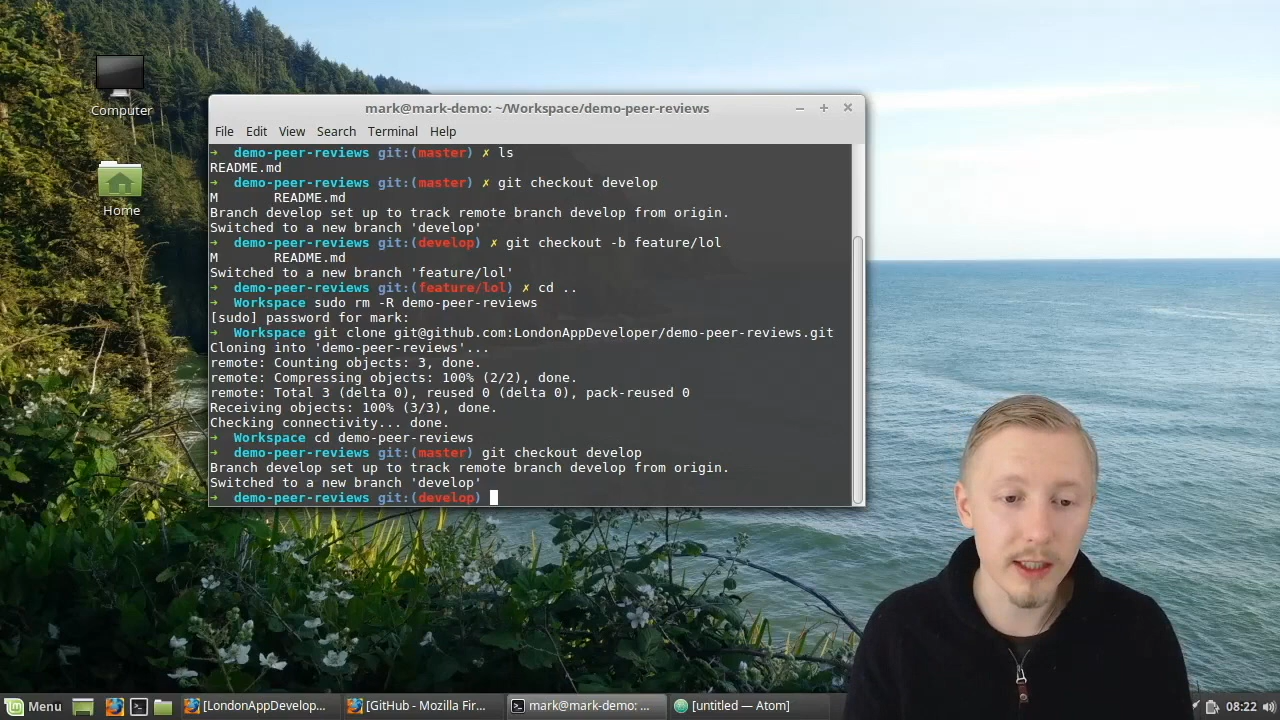 Computer
Home
mark@mark-demo: ~/Workspace/demo-peer-reviews
File Edit View Search Terminal Help
➜ demo-peer-reviews git:(master) ✗ ls
README.md
➜ demo-peer-reviews git:(master) ✗ git checkout develop
M README.md
Branch develop set up to track remote branch develop from origin.
Switched to a new branch 'develop'
➜ demo-peer-reviews git:(develop) ✗ git checkout -b feature/lol
M README.md
Switched to a new branch 'feature/lol'
➜ demo-peer-reviews git:(feature/lol) ✗ cd ..
➜ Workspace sudo rm -R demo-peer-reviews
[sudo] password for mark:
➜ Workspace git clone git@github.com:LondonAppDeveloper/demo-peer-reviews.git
Cloning into 'demo-peer-reviews'...
remote: Counting objects: 3, done.
remote: Compressing objects: 100% (2/2), done.
remote: Total 3 (delta 0), reused 0 (delta 0), pack-reused 0
Receiving objects: 100% (3/3), done.
Checking connectivity... done.
➜ Workspace cd demo-peer-reviews
➜ demo-peer-reviews git:(master) git checkout develop
Branch develop set up to track remote branch develop from origin.
Switched to a new branch 'develop'
➜ demo-peer-reviews git:(develop)
Menu [LondonAppDevelop... [GitHub - Mozilla Fir... mark@mark-demo: ... [untitled — Atom] 08:22